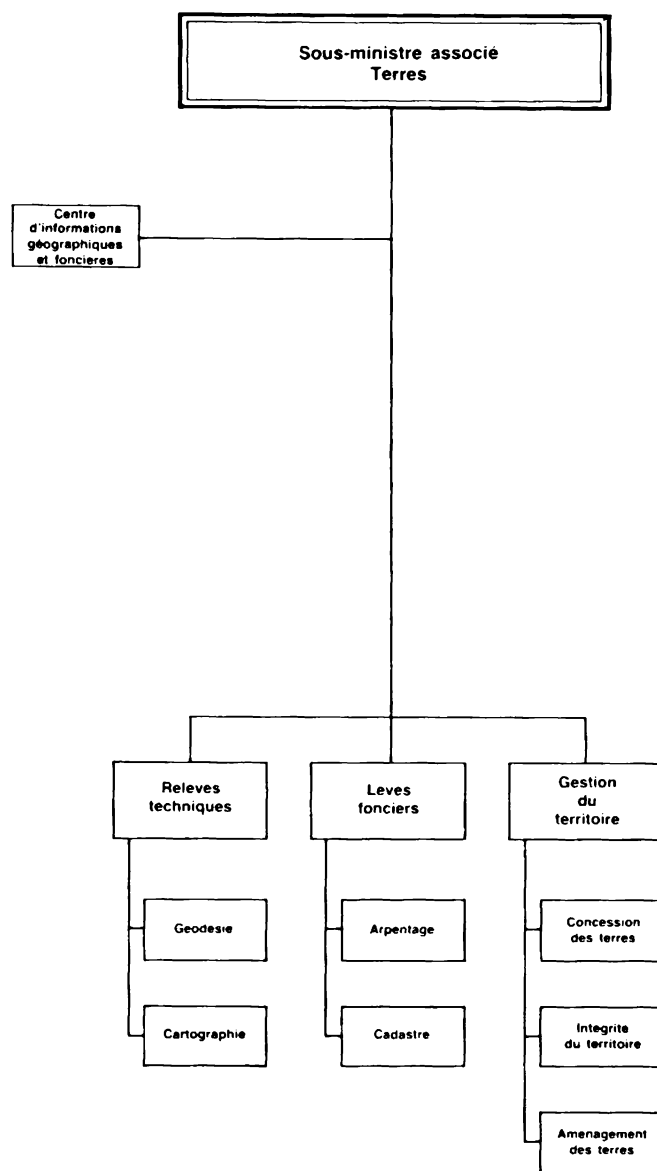 Sous-ministre associé
Terres
Centre
d'informations
géographiques
et foncieres
Releves
techniques
Geodesie
Cartographie
Leves
fonciers
Arpentage
Cadastre
Gestion
du
territoire
Concession
des terres
Integrite
du territoire
Amenagement
des terres